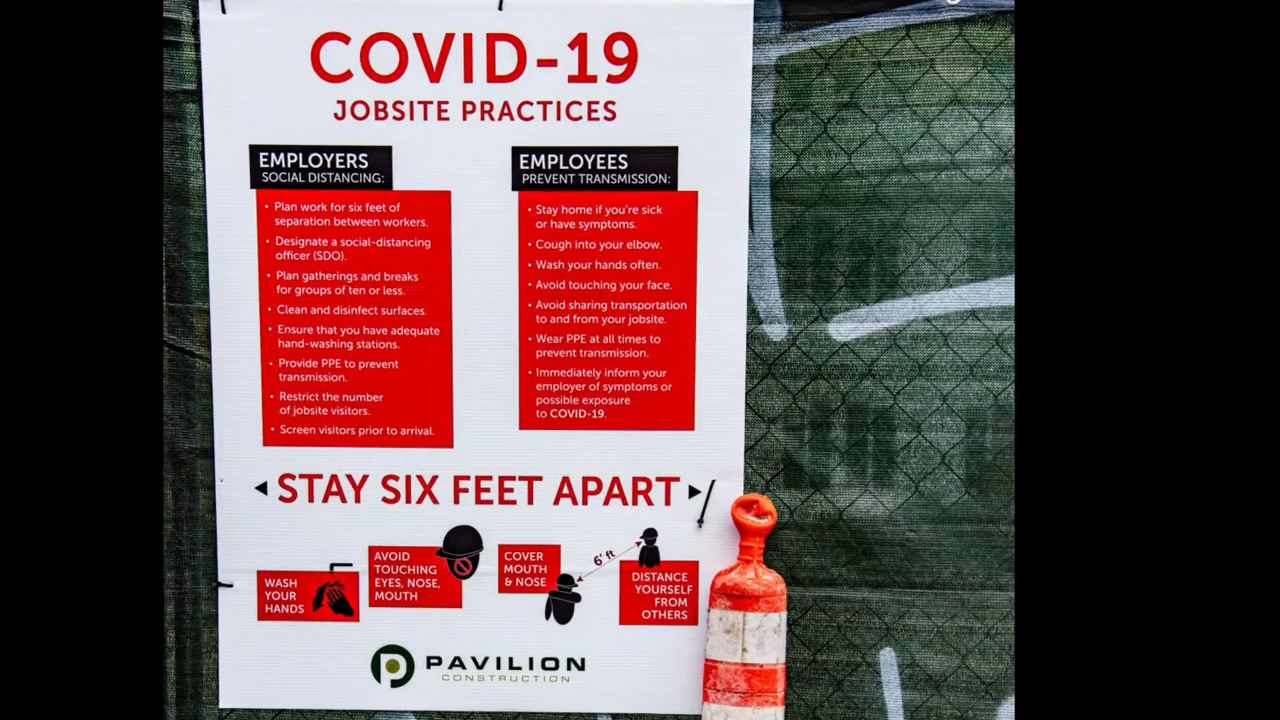 COVID-19
JOBSITE PRACTICES
EMPLOYERS
SOCIAL DISTANCING:
• Plan work for six feet of
separation between workers.
• Designate a social-distancing
officer (SDO).
• Plan gatherings and breaks
for groups of ten or less.
• Clean and disinfect surfaces.
• Ensure that you have adequate
hand-washing stations.
• Provide PPE to prevent
transmission.
• Restrict the number
of jobsite visitors.
• Screen visitors prior to arrival.
EMPLOYEES
PREVENT TRANSMISSION:
• Stay home if you're sick
or have symptoms.
• Cough into your elbow.
• Wash your hands often.
• Avoid touching your face.
• Avoid sharing transportation
to and from your jobsite.
• Wear PPE at all times to
prevent transmission.
• Immediately inform your
employer of symptoms or
possible exposure
to COVID-19.
STAY SIX FEET APART
WASH
YOUR
HANDS
AVOID
TOUCHING
EYES, NOSE,
MOUTH
COVER
MOUTH
& NOSE
6' ft
DISTANCE
YOURSELF
FROM
OTHERS
PAVILION
CONSTRUCTION